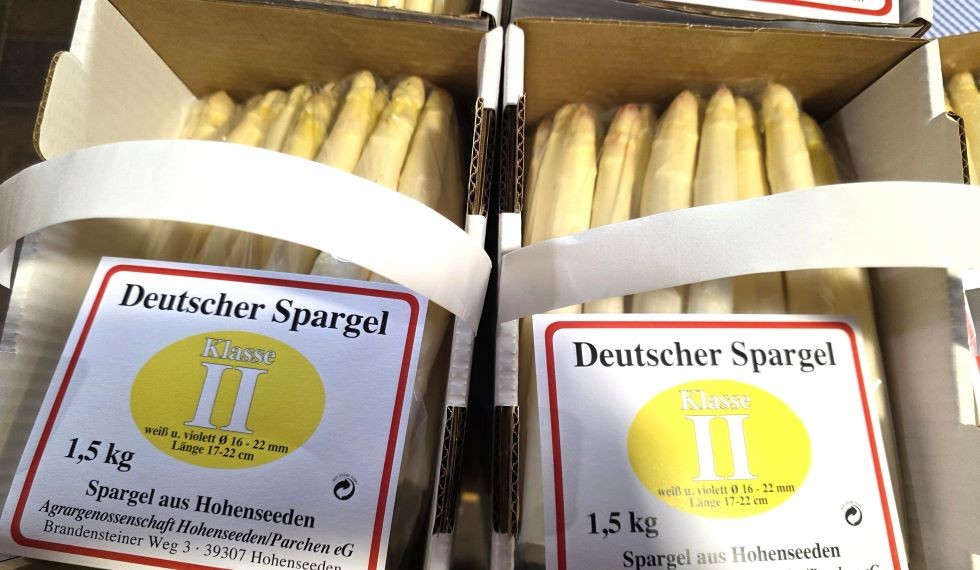 Deutscher Spargel
Klasse
II
weiß u. violett Ø 16 - 22 mm
Länge 17-22 cm
1,5 kg
Spargel aus Hohenseeden
Agrargenossenschaft Hohenseeden/Parchen eG
Brandensteiner Weg 3 · 39307 Hohenseeden
Deutscher Spargel
Klasse
II
weiß u. violett Ø 16 - 22 mm
Länge 17-22 cm
1,5 kg
Spargel aus Hohenseeden